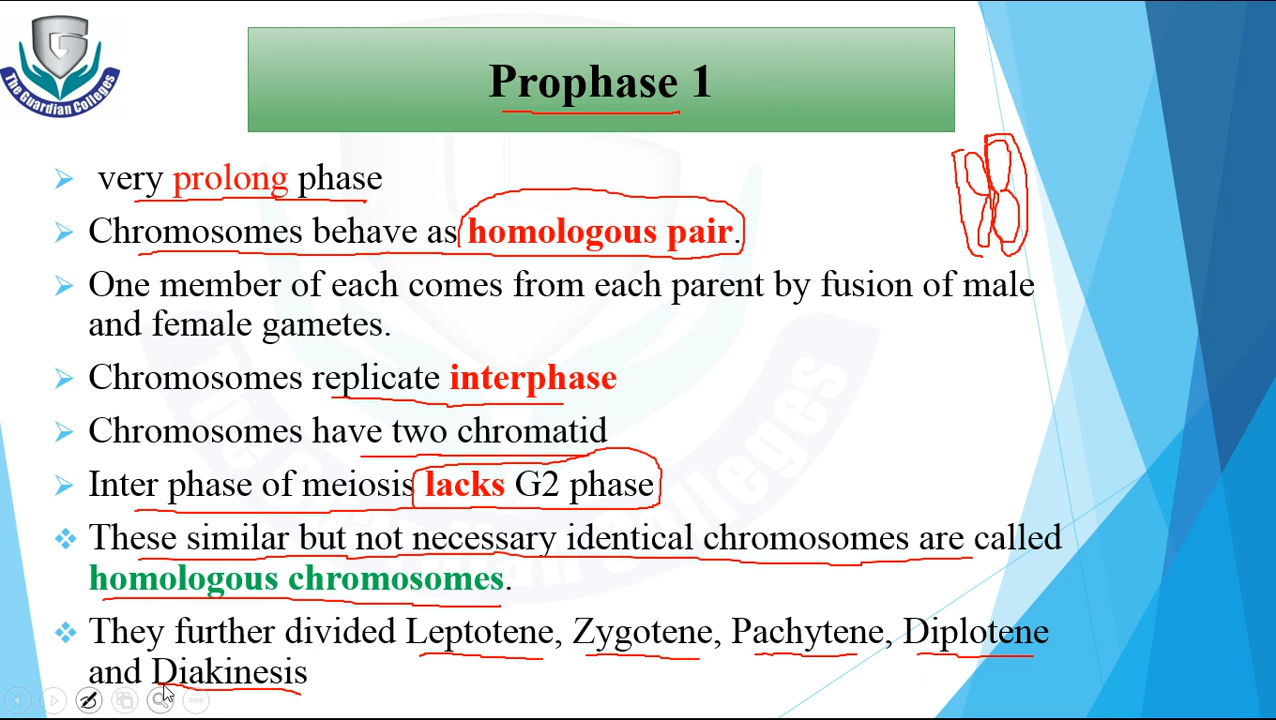 The Guardian Colleges
Prophase 1
very prolong phase
Chromosomes behave as homologous pair.
One member of each comes from each parent by fusion of male
and female gametes.
Chromosomes replicate interphase
Chromosomes have two chromatid
Inter phase of meiosis lacks G2 phase
These similar but not necessary identical chromosomes are called
homologous chromosomes.
They further divided Leptotene, Zygotene, Pachytene, Diplotene
and Diakinesis